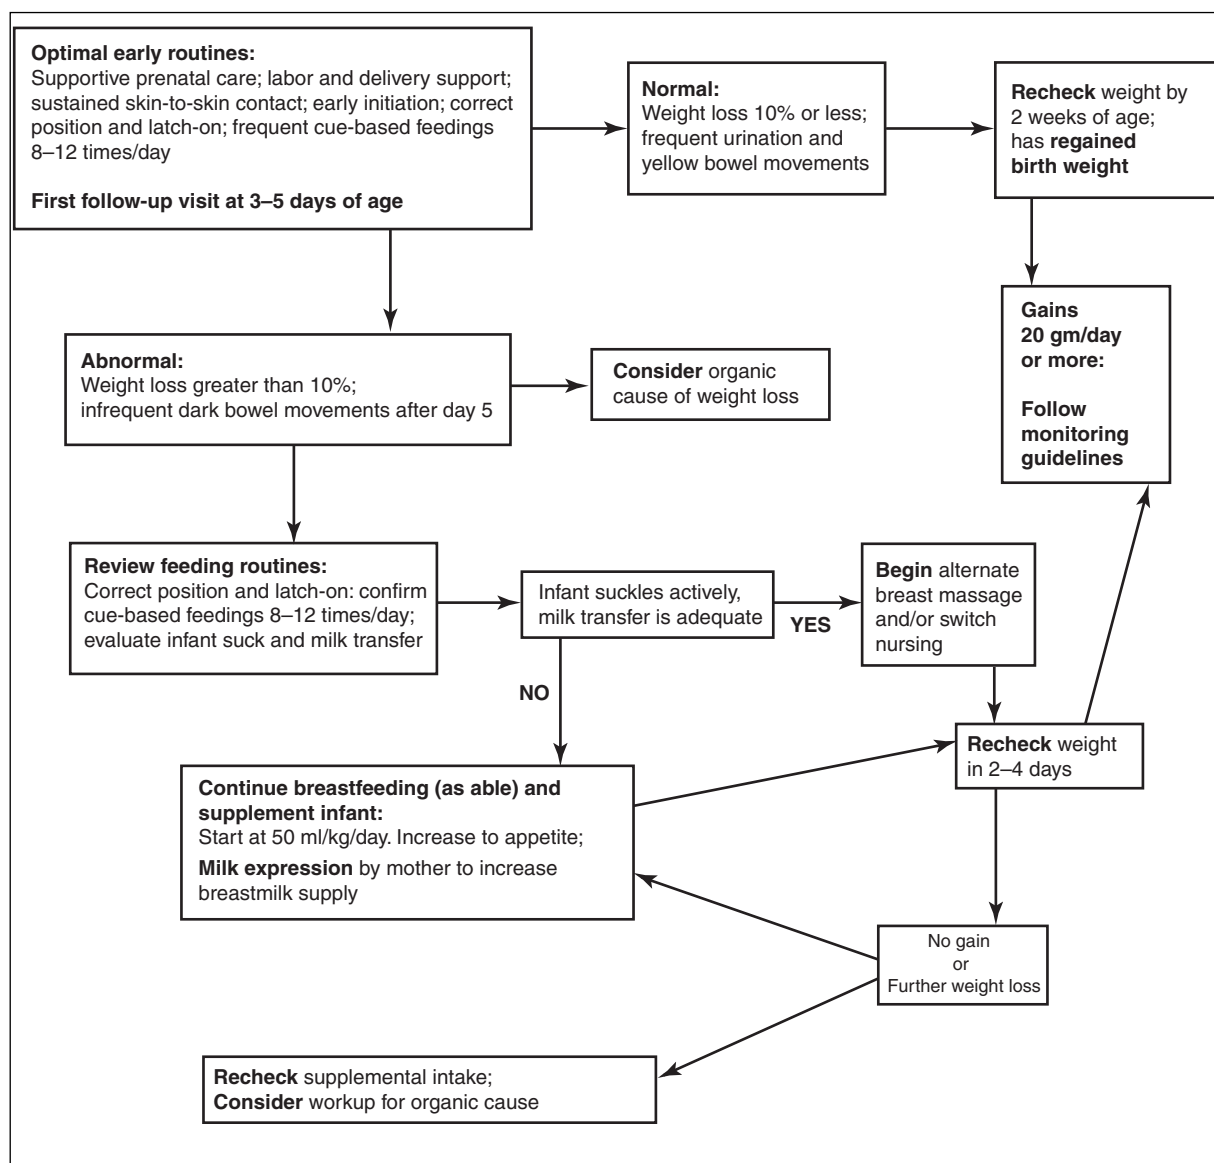 Optimal early routines:
Supportive prenatal care; labor and delivery support;
sustained skin-to-skin contact; early initiation; correct
position and latch-on; frequent cue-based feedings
8–12 times/day
First follow-up visit at 3–5 days of age
Normal:
Weight loss 10% or less;
frequent urination and
yellow bowel movements
Recheck weight by
2 weeks of age;
has regained
birth weight
Gains
20 gm/day
or more:
Follow
monitoring
guidelines
Abnormal:
Weight loss greater than 10%;
infrequent dark bowel movements after day 5
Consider organic
cause of weight loss
Review feeding routines:
Correct position and latch-on: confirm
cue-based feedings 8–12 times/day;
evaluate infant suck and milk transfer
Infant suckles actively,
milk transfer is adequate
YES
Begin alternate
breast massage
and/or switch
nursing
NO
Recheck weight
in 2–4 days
Continue breastfeeding (as able) and
supplement infant:
Start at 50 ml/kg/day. Increase to appetite;
Milk expression by mother to increase
breastmilk supply
No gain
or
Further weight loss
Recheck supplemental intake;
Consider workup for organic cause